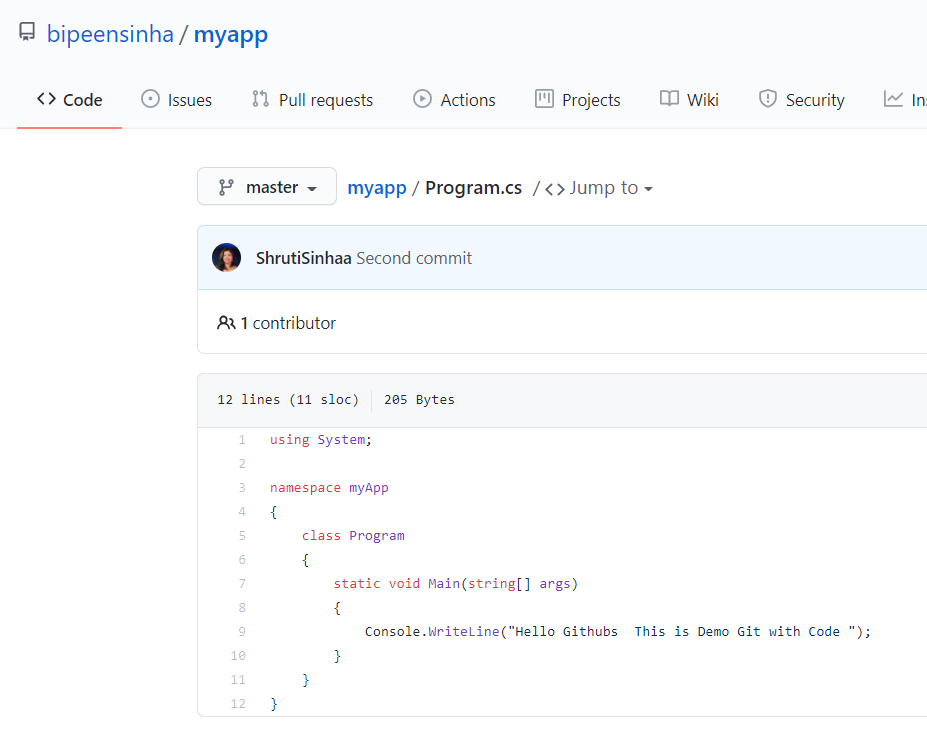 bipeensinha / myapp
Code Issues Pull requests Actions Projects Wiki Security
master myapp / Program.cs / <> Jump to
ShrutiSinhaa Second commit
1 contributor
12 lines (11 sloc) 205 Bytes
1 using System;
2
3 namespace myApp
4 {
5     class Program
6     {
7         static void Main(string[] args)
8         {
9             Console.WriteLine("Hello Githubs  This is Demo Git with Code ");
10         }
11     }
12 }